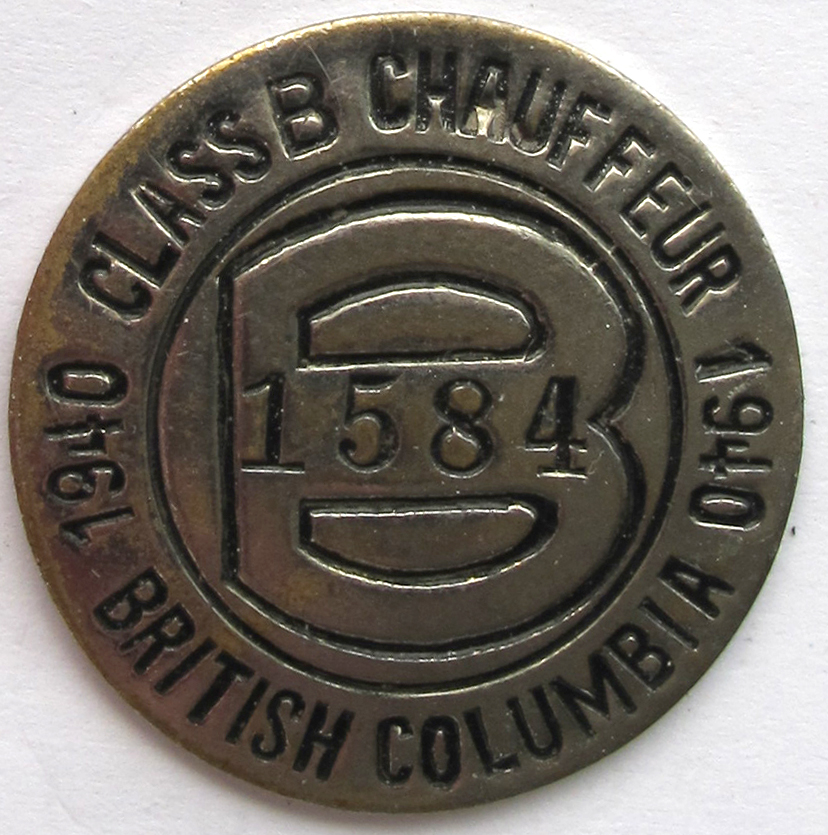 CLASS B CHAUFFEUR
1940
BRITISH COLUMBIA
1940
B
1584